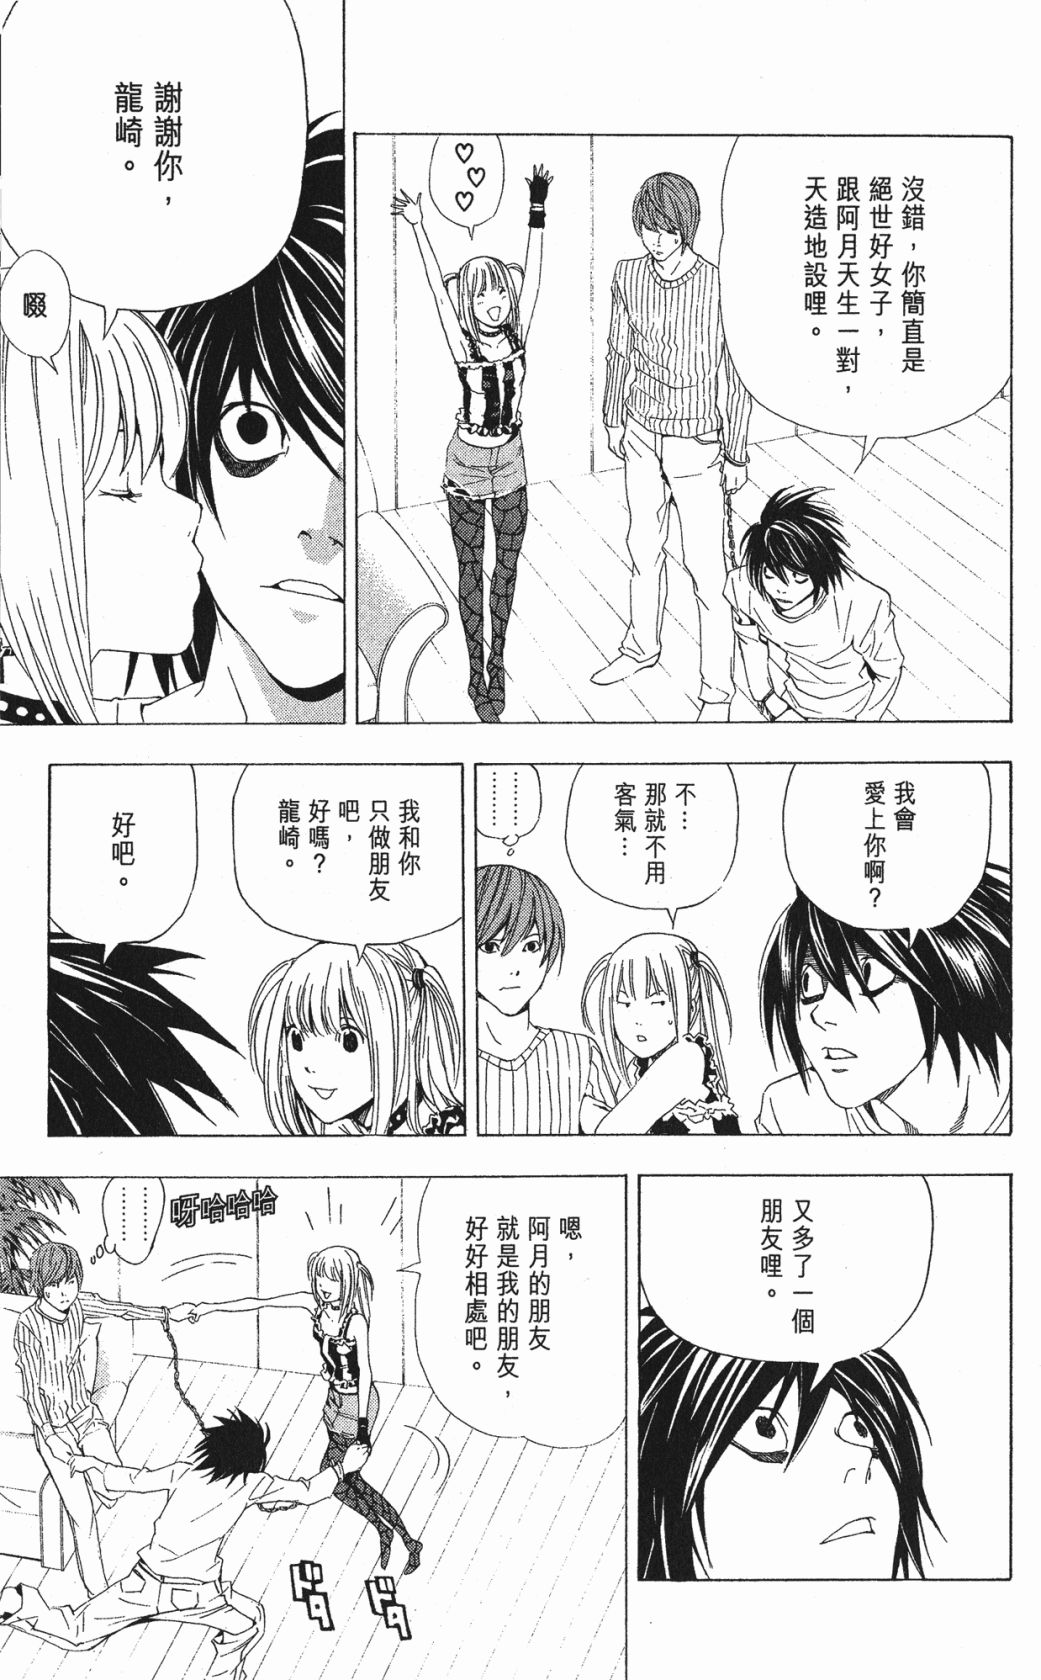 沒錯，你簡直是
絕世好女子，
跟阿月天生一對，
天造地設哩。
♡
♡
♡
謝謝你，
龍崎。
啜
我會
愛上你啊？
不…
那就不用
客氣…
………
………
我和你
只做朋友
吧，
好嗎？
龍崎。
好吧。
又多了一個
朋友哩。
嗯，
阿月的朋友
就是我的朋友，
好好相處吧。
呀哈哈哈
………
………
ドタ
ドタ